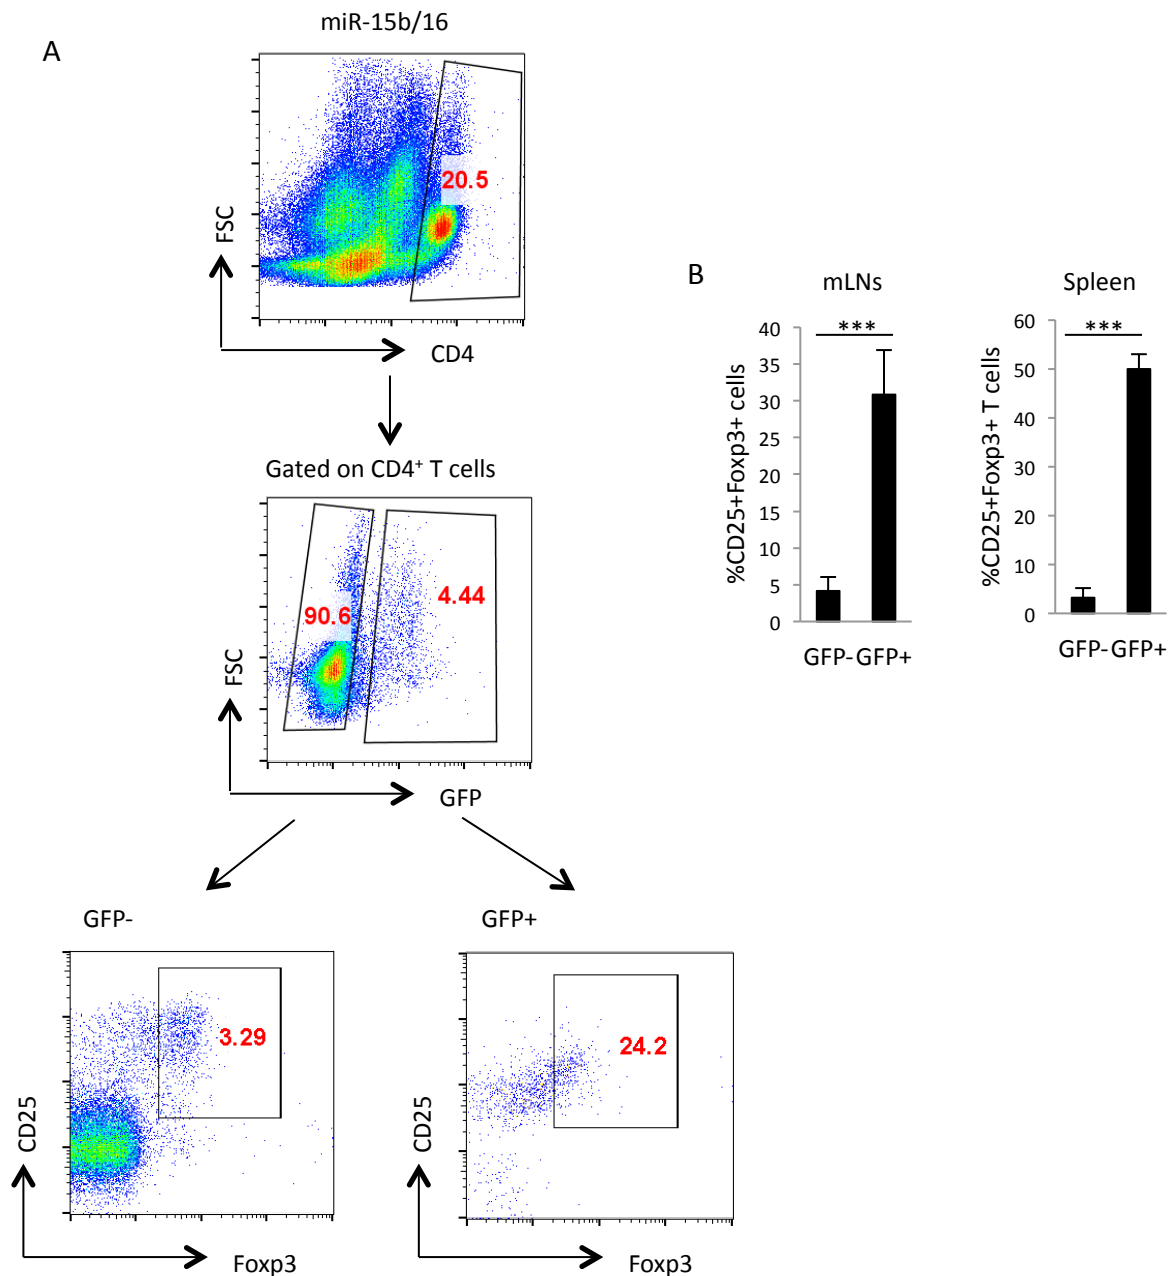 miR-15b/16
A
20.5
FSC
CD4
Gated on CD4⁺ T cells
90.6
4.44
FSC
GFP
GFP-
GFP+
3.29
24.2
CD25
CD25
Foxp3
Foxp3
B
mLNs
Spleen
***
***
%CD25+Foxp3+ cells
40
35
30
25
20
15
10
5
0
GFP-GFP+
%CD25+Foxp3+ T cells
60
50
40
30
20
10
0
GFP-GFP+